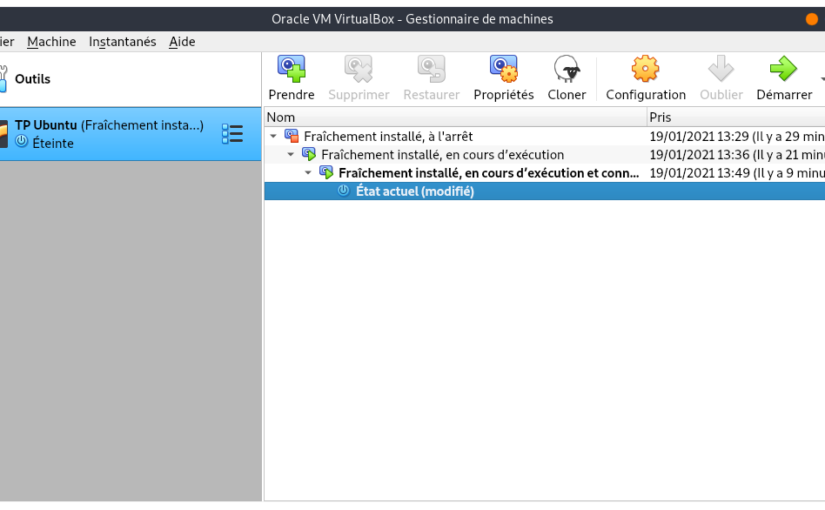 Oracle VM VirtualBox - Gestionnaire de machines
ier Machine Instantanés Aide
Outils
Prendre Supprimer Restaurer Propriétés Cloner Configuration Oublier Démarrer
TP Ubuntu (Fraîchement insta...)
Éteinte
Nom Pris
Fraîchement installé, à l'arrêt 19/01/2021 13:29 (Il y a 29 min
Fraîchement installé, en cours d’exécution 19/01/2021 13:36 (Il y a 21 minu
Fraîchement installé, en cours d’exécution et conn... 19/01/2021 13:49 (Il y a 9 minu
État actuel (modifié)